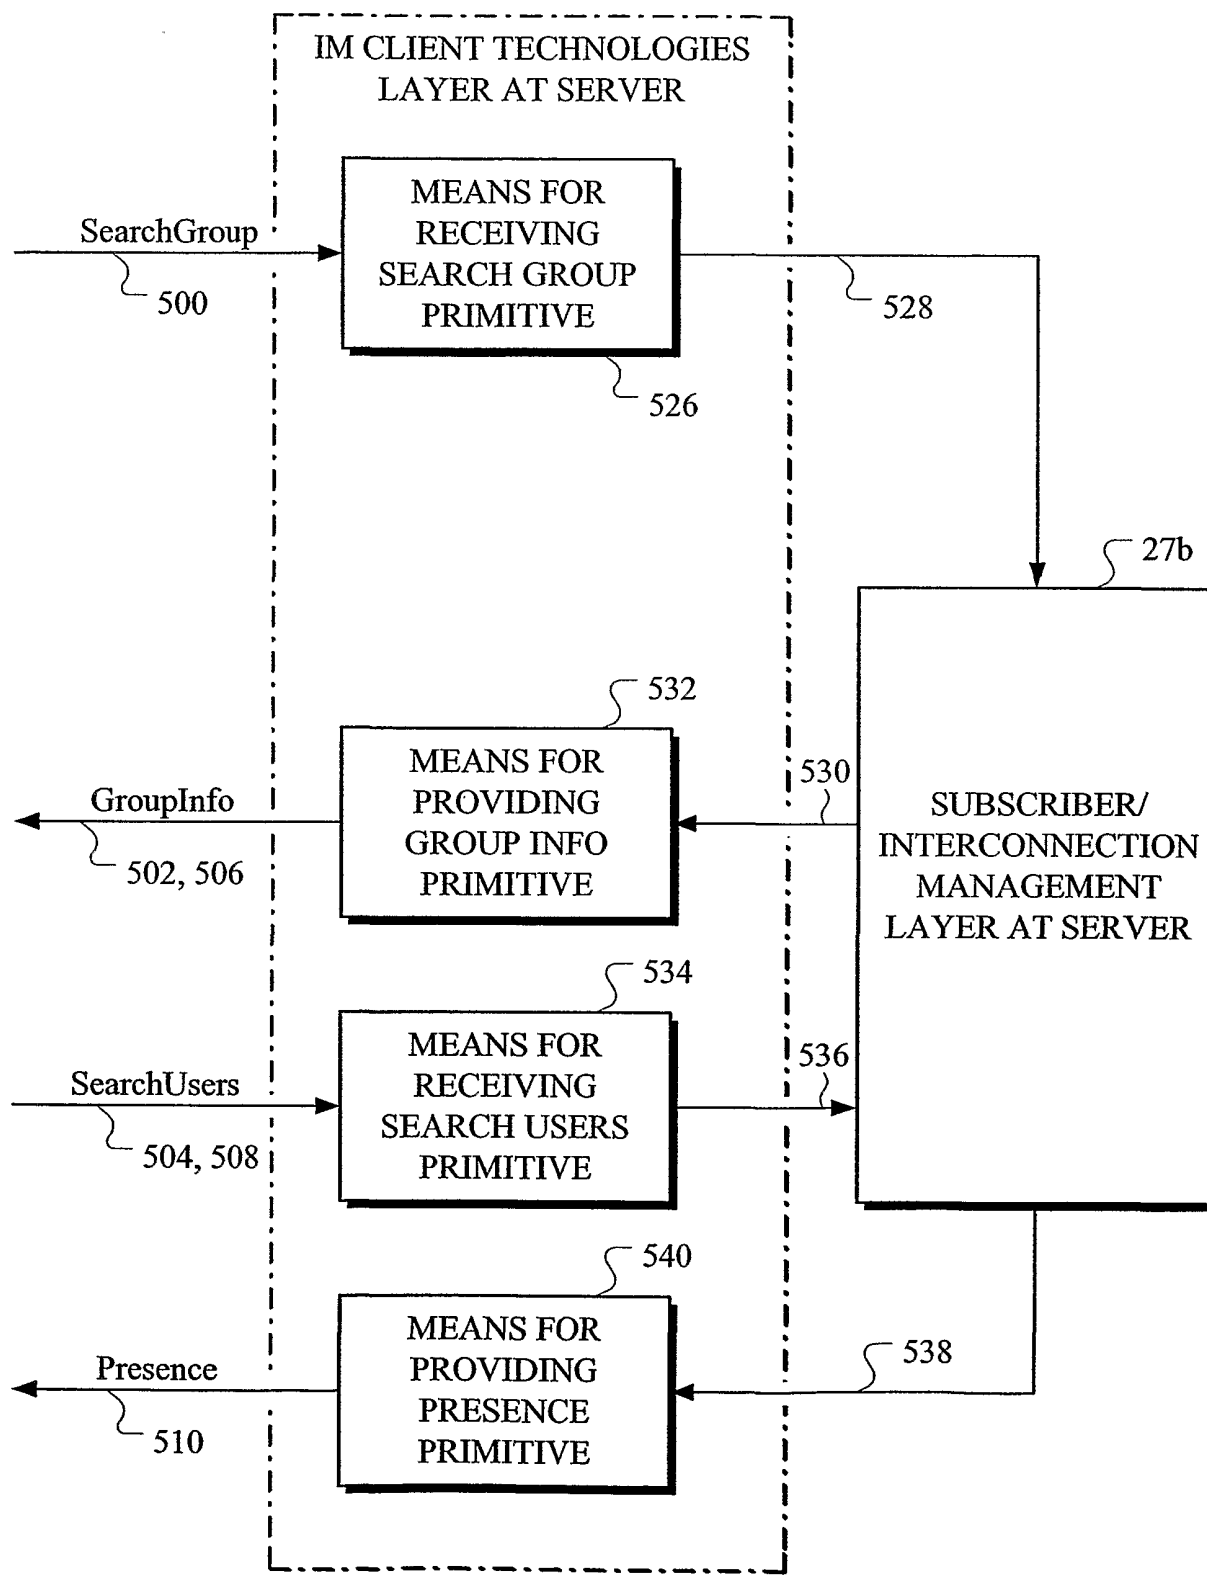 IM CLIENT TECHNOLOGIES
LAYER AT SERVER
MEANS FOR
RECEIVING
SEARCH GROUP
PRIMITIVE
SearchGroup
500
528
526
27b
532
MEANS FOR
PROVIDING
GROUP INFO
PRIMITIVE
GroupInfo
502, 506
530
SUBSCRIBER/
INTERCONNECTION
MANAGEMENT
LAYER AT SERVER
534
MEANS FOR
RECEIVING
SEARCH USERS
PRIMITIVE
SearchUsers
504, 508
536
540
MEANS FOR
PROVIDING
PRESENCE
PRIMITIVE
Presence
510
538